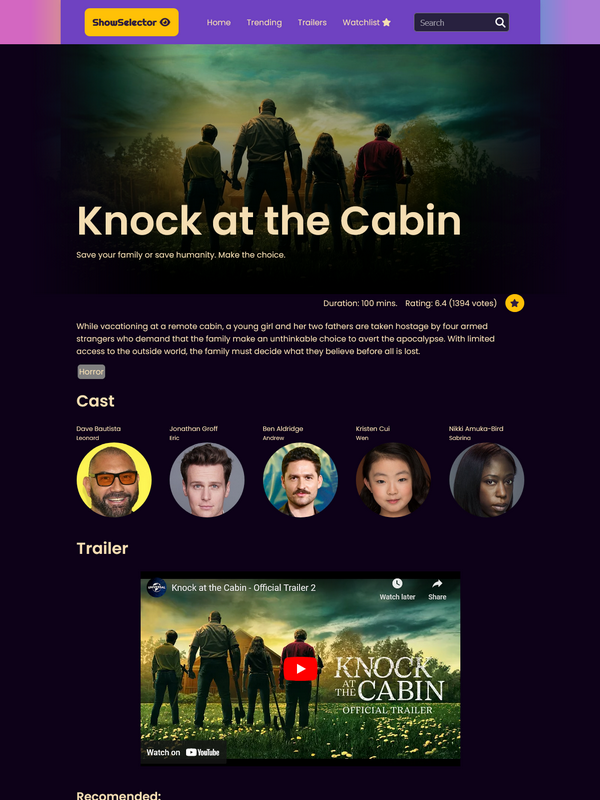 ShowSelector
Home
Trending
Trailers
Watchlist
Search
Knock at the Cabin
Save your family or save humanity. Make the choice.
Duration: 100 mins.
Rating: 6.4 (1394 votes)
While vacationing at a remote cabin, a young girl and her two fathers are taken hostage by four armed
strangers who demand that the family make an unthinkable choice to avert the apocalypse. With limited
access to the outside world, the family must decide what they believe before all is lost.
Horror
Cast
Dave Bautista
Leonard
Jonathan Groff
Eric
Ben Aldridge
Andrew
Kristen Cui
Wen
Nikki Amuka-Bird
Sabrina
Trailer
UNIVERSAL
Knock at the Cabin - Official Trailer 2
Watch later
Share
KNOCK
AT THE CABIN
OFFICIAL TRAILER
Watch on YouTube
Recomended: